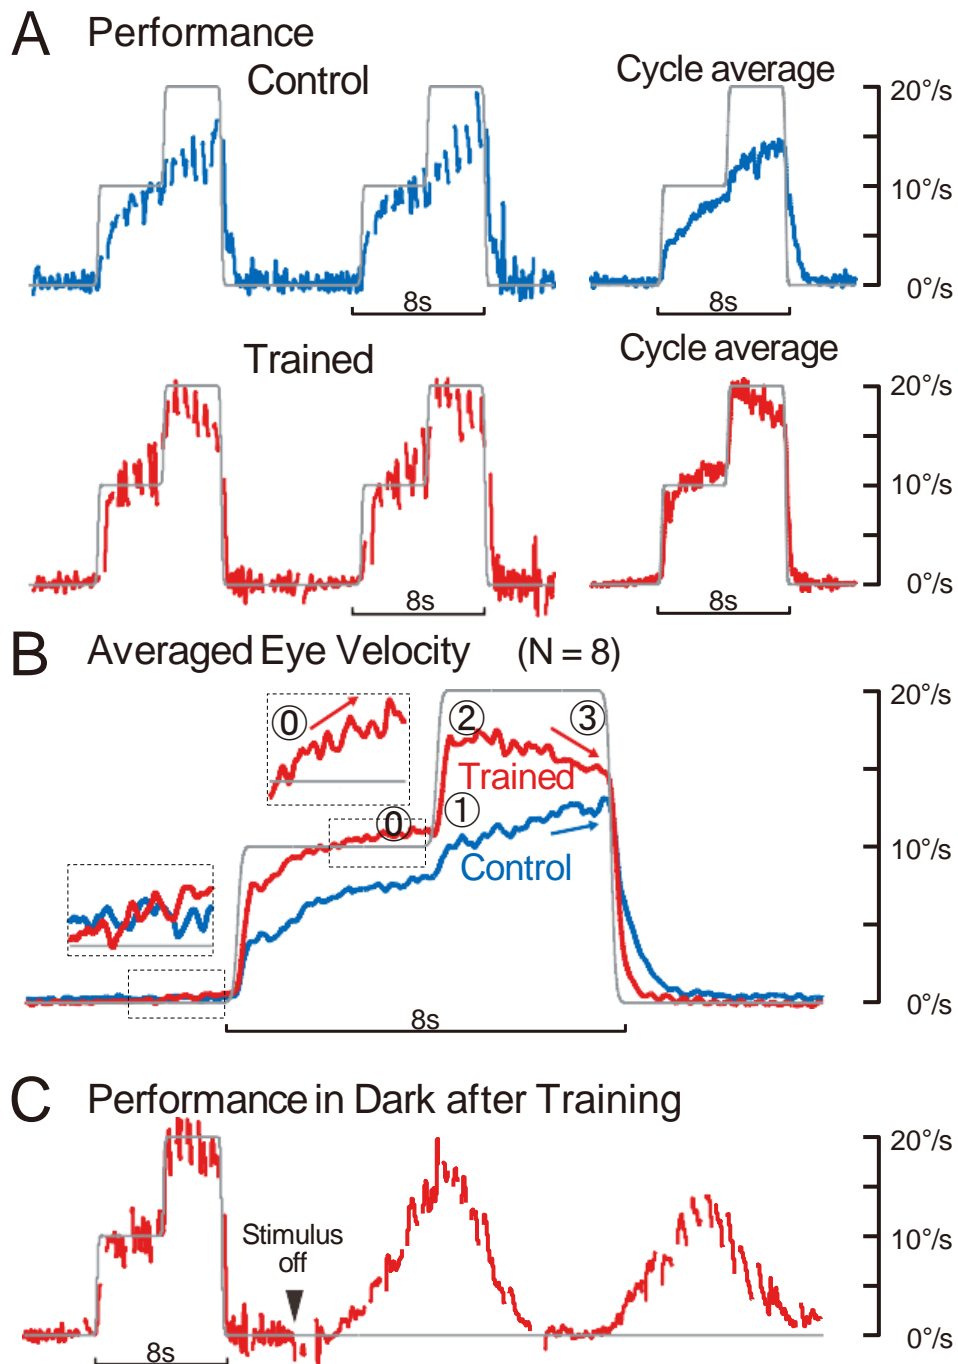 A Performance
Control
Cycle average
20°/s
10°/s
0°/s
8s
8s
Trained
Cycle average
20°/s
10°/s
0°/s
8s
8s
B Averaged Eye Velocity (N = 8)
20°/s
⓪
②
③
Trained
⓪
①
10°/s
Control
0°/s
8s
C Performance in Dark after Training
20°/s
Stimulus
off
10°/s
0°/s
8s